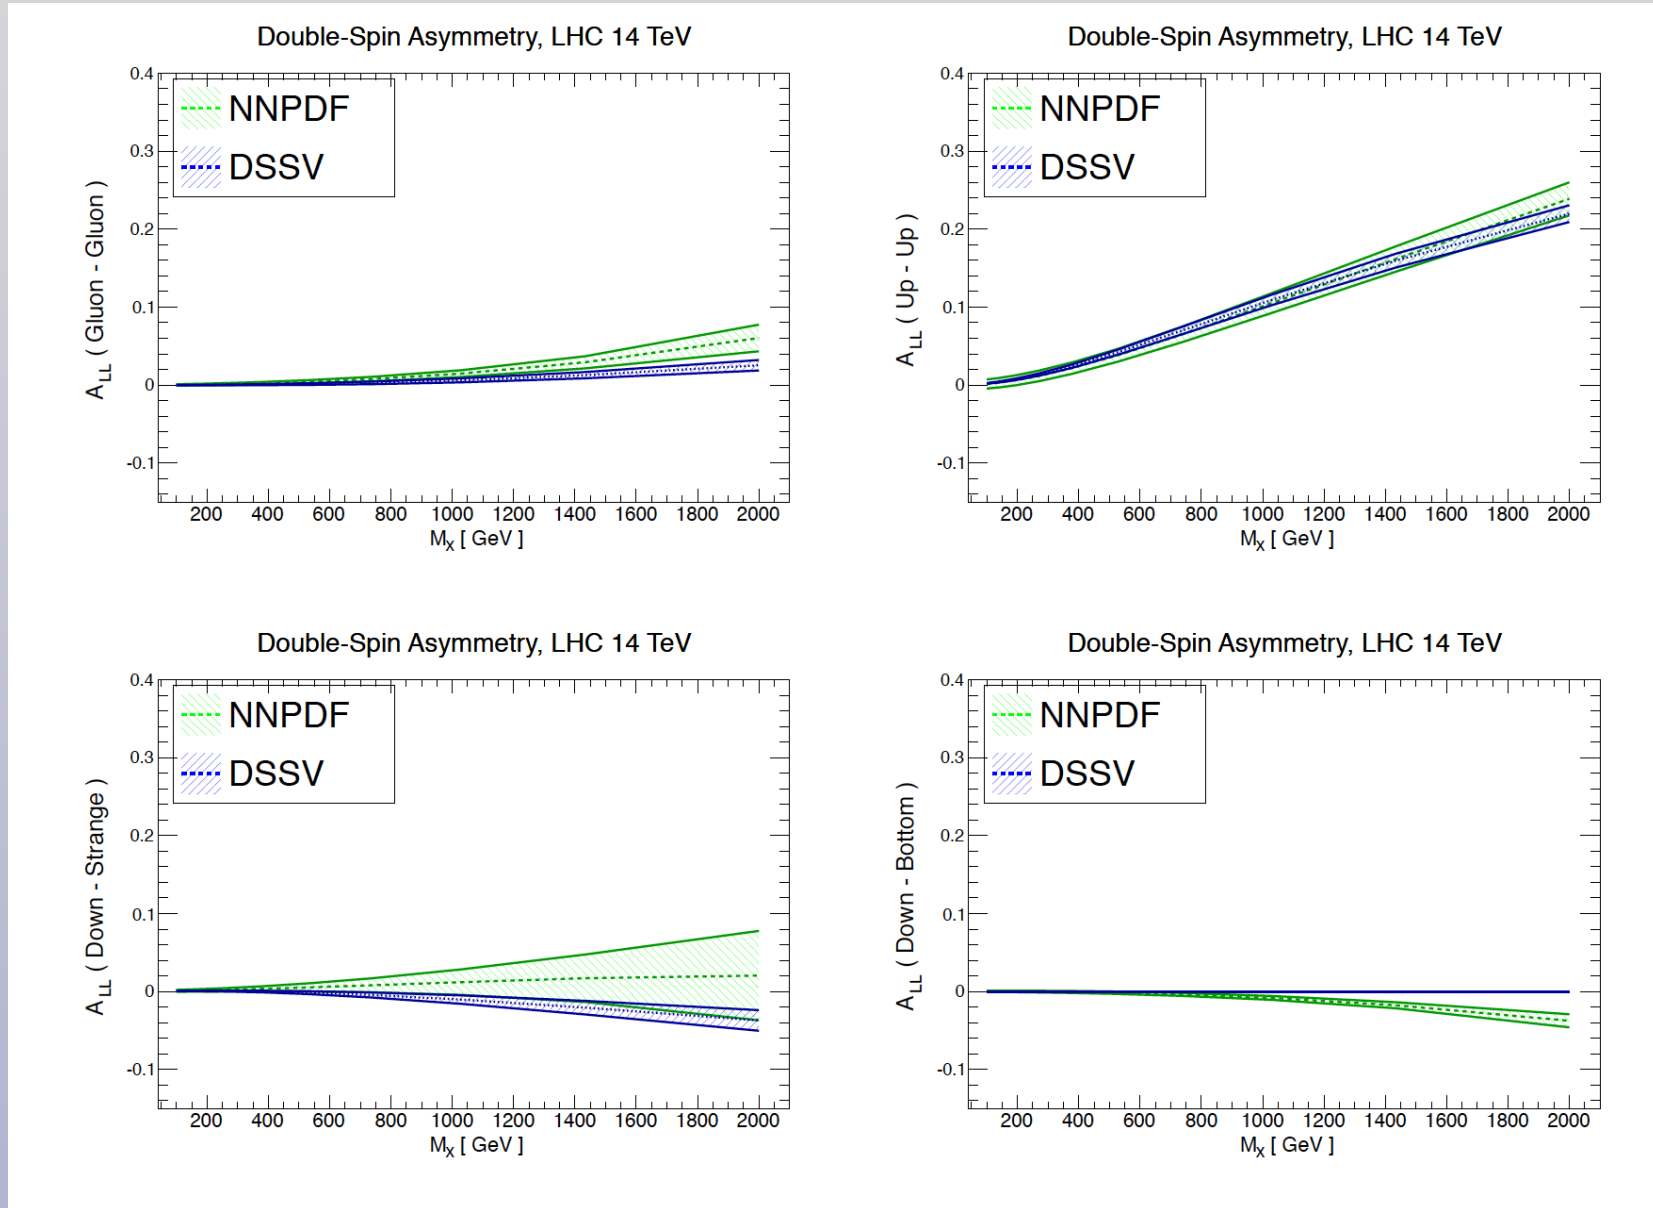 Double-Spin Asymmetry, LHC 14 TeV
0.4
0.3
0.2
0.1
0
-0.1
A_LL ( Gluon - Gluon )
NNPDF
DSSV
200 400 600 800 1000 1200 1400 1600 1800 2000
M_X [ GeV ]
Double-Spin Asymmetry, LHC 14 TeV
0.4
0.3
0.2
0.1
0
-0.1
A_LL ( Up - Up )
NNPDF
DSSV
200 400 600 800 1000 1200 1400 1600 1800 2000
M_X [ GeV ]
Double-Spin Asymmetry, LHC 14 TeV
0.4
0.3
0.2
0.1
0
-0.1
A_LL ( Down - Strange )
NNPDF
DSSV
200 400 600 800 1000 1200 1400 1600 1800 2000
M_X [ GeV ]
Double-Spin Asymmetry, LHC 14 TeV
0.4
0.3
0.2
0.1
0
-0.1
A_LL ( Down - Bottom )
NNPDF
DSSV
200 400 600 800 1000 1200 1400 1600 1800 2000
M_X [ GeV ]